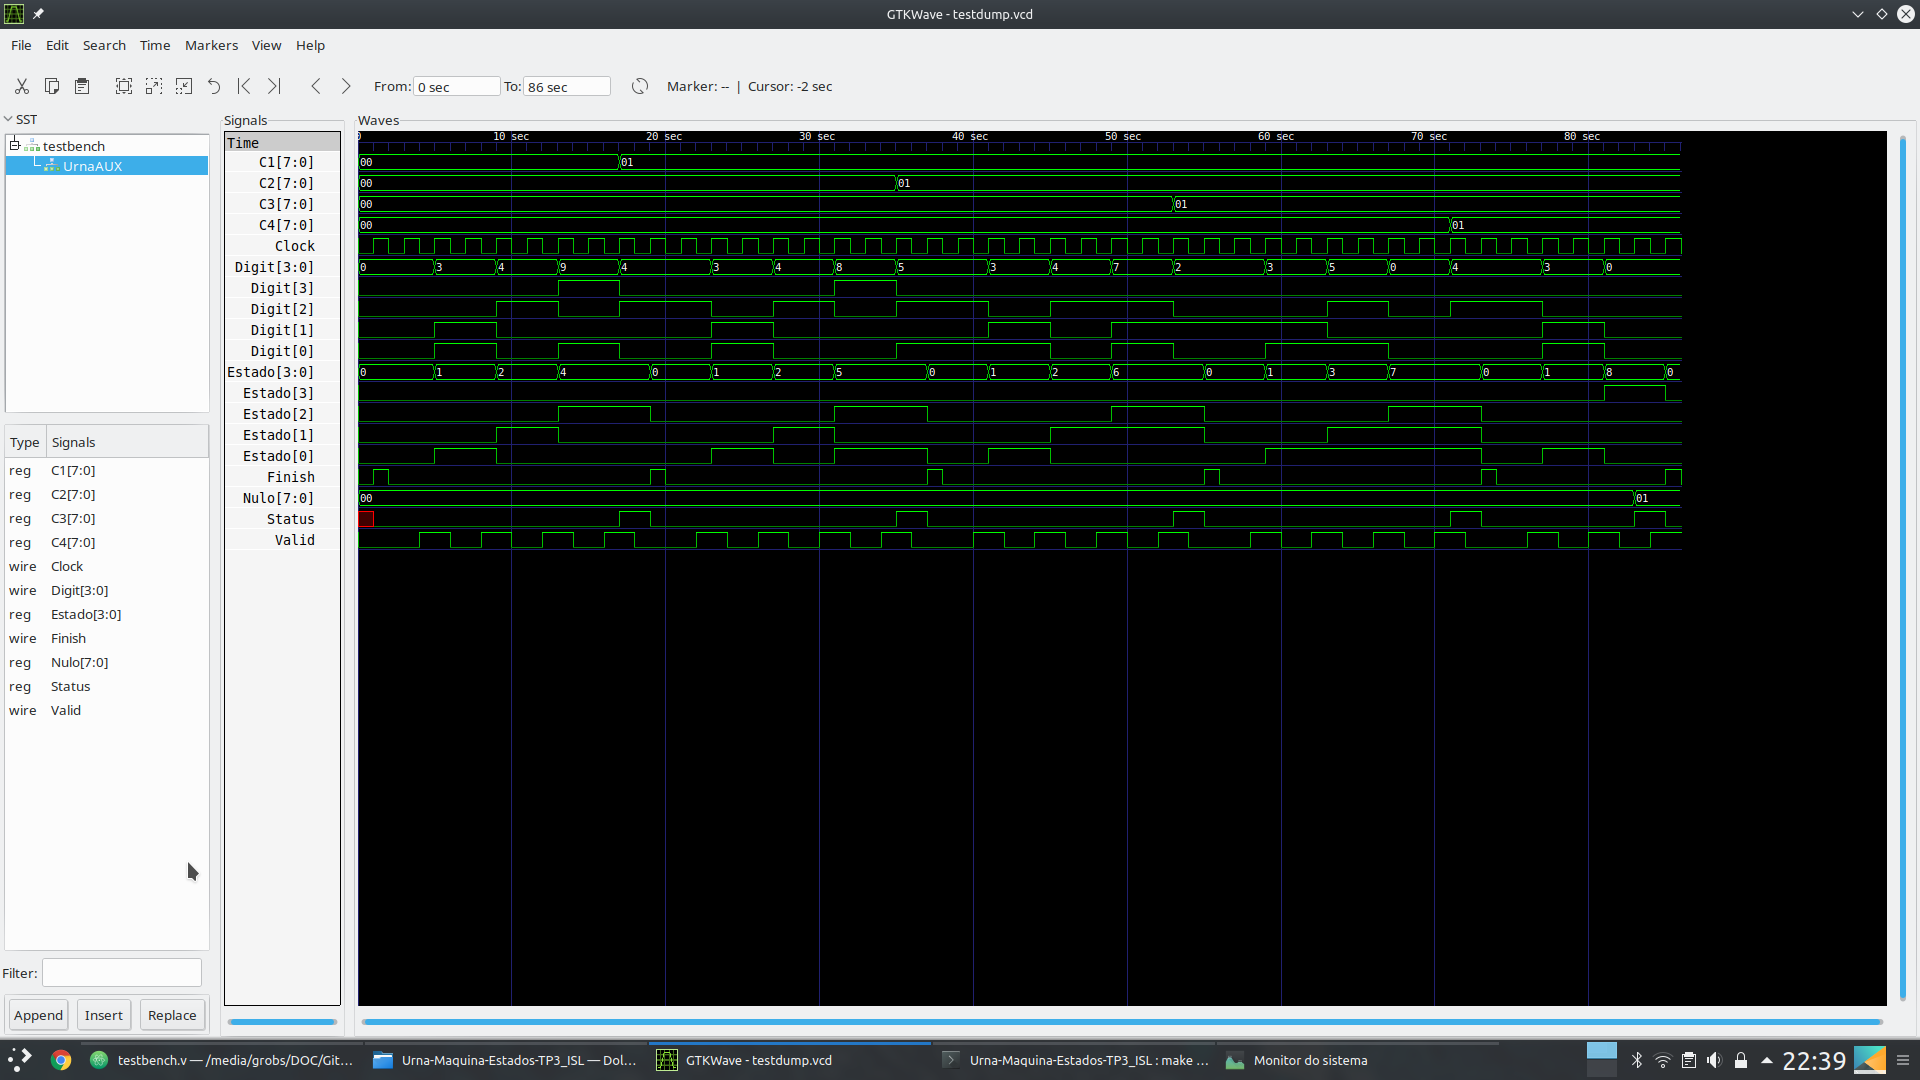 GTKWave - testdump.vcd
File Edit Search Time Markers View Help
From: 0 sec To: 86 sec Marker: -- | Cursor: -2 sec
SST
testbench
UrnaAUX
Type Signals
reg C1[7:0]
reg C2[7:0]
reg C3[7:0]
reg C4[7:0]
wire Clock
wire Digit[3:0]
reg Estado[3:0]
wire Finish
reg Nulo[7:0]
reg Status
wire Valid
Filter:
Append Insert Replace
Signals
Waves
0 10 sec 20 sec 30 sec 40 sec 50 sec 60 sec 70 sec 80 sec
Time
C1[7:0] 00 01
C2[7:0] 00 01
C3[7:0] 00 01
C4[7:0] 00 01
Clock
Digit[3:0] 0 3 4 9 4 3 4 8 5 3 4 7 2 3 5 0 4 3 0
Digit[3]
Digit[2]
Digit[1]
Digit[0]
Estado[3:0] 0 1 2 4 0 1 2 5 0 1 2 6 0 1 3 7 0 1 8 0
Estado[3]
Estado[2]
Estado[1]
Estado[0]
Finish
Nulo[7:0] 00 01
Status
Valid
testbench.v — /media/grobs/DOC/Git... Urna-Maquina-Estados-TP3_ISL — Dol... GTKWave - testdump.vcd Urna-Maquina-Estados-TP3_ISL : make ... Monitor do sistema 22:39